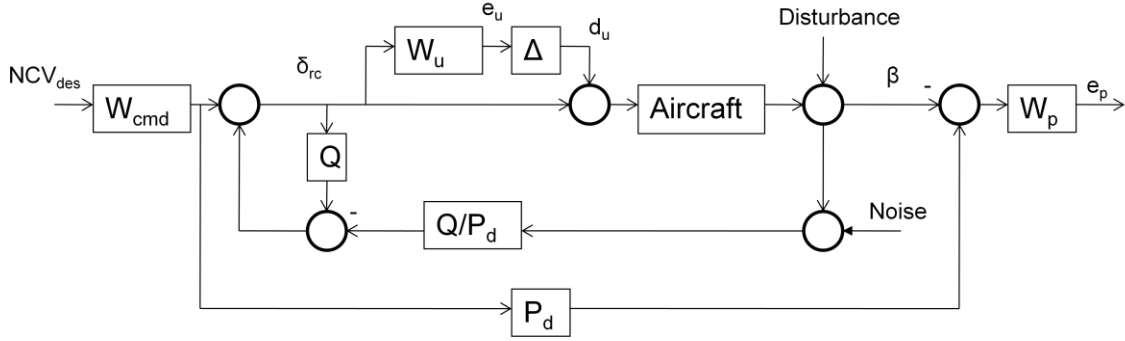 Disturbance
e_u
d_u
W_u
Δ
NCV_des
δ_rc
β
-
e_p
W_cmd
Aircraft
W_p
Q
-
Q/P_d
Noise
P_d